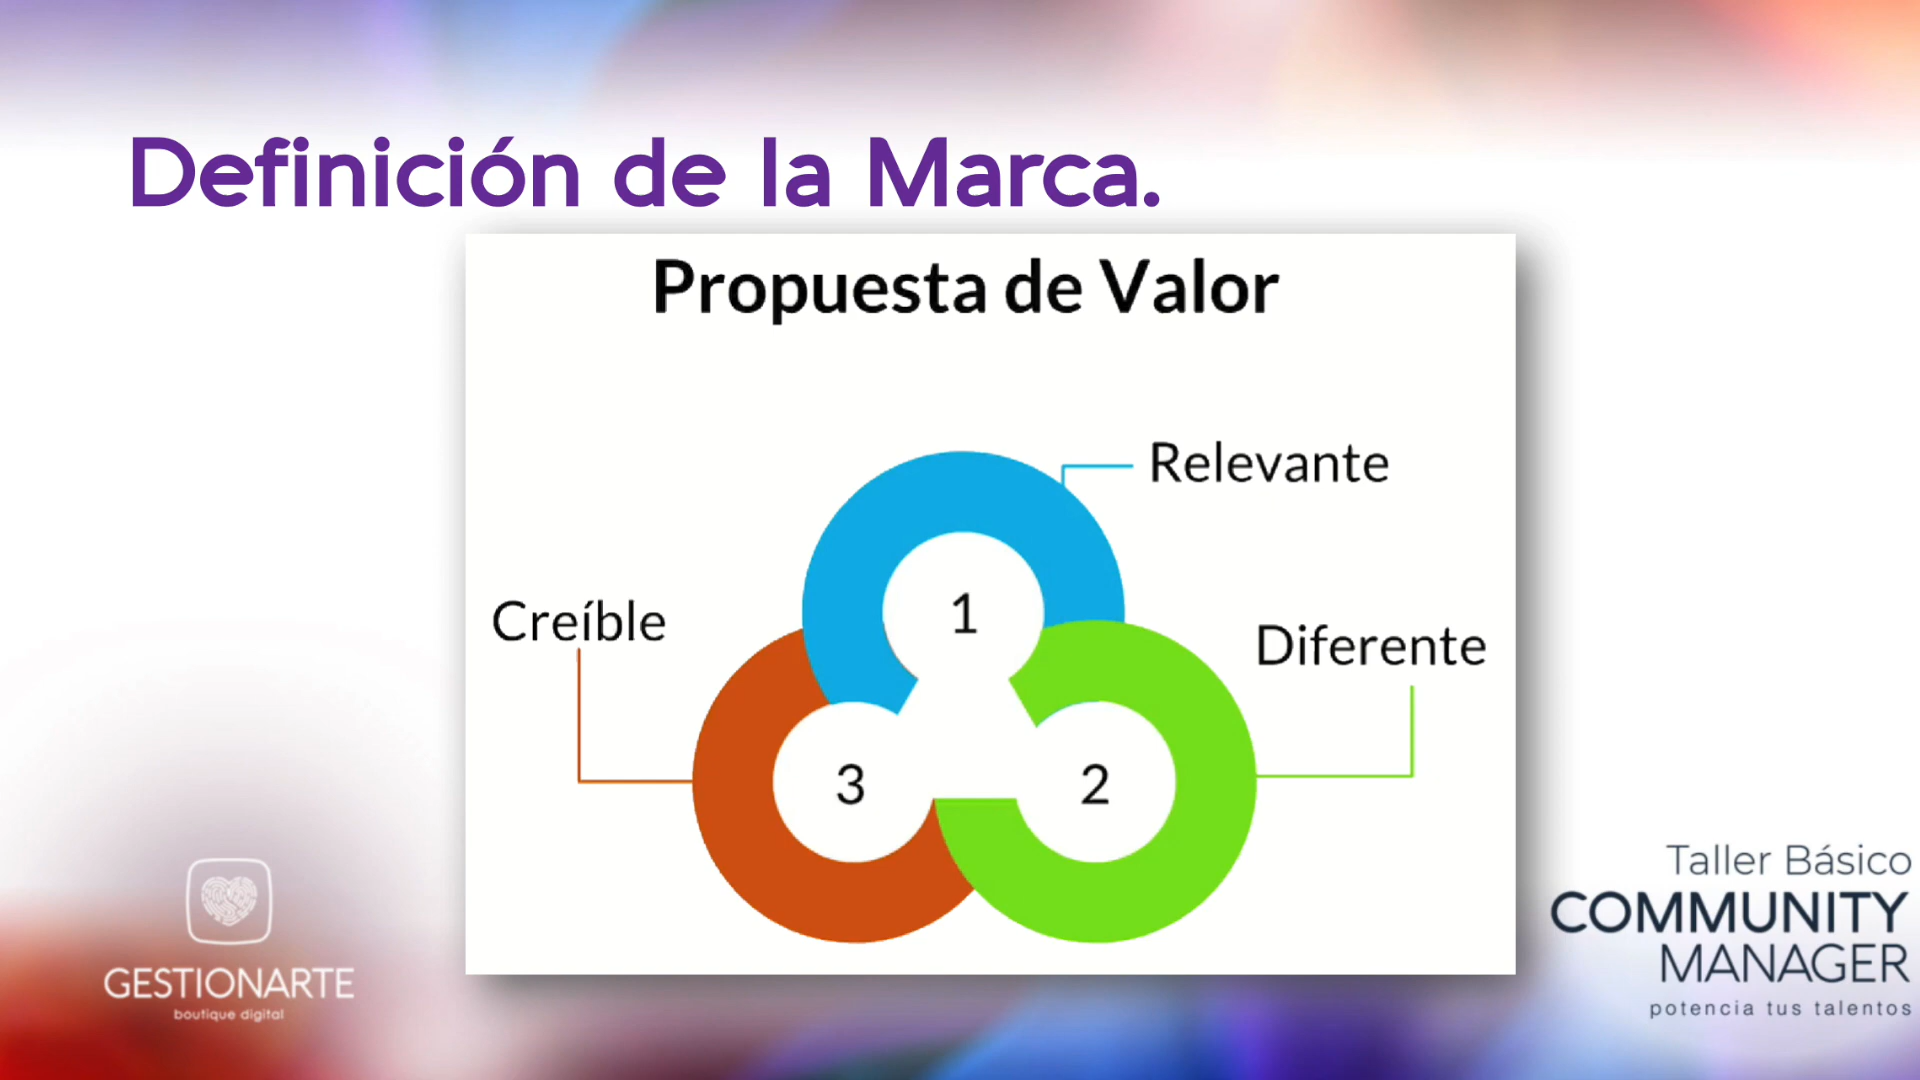 Definición de la Marca.
Propuesta de Valor
Relevante
Creíble
1
Diferente
3
2
Taller Básico
COMMUNITY
MANAGER
potencia tus talentos
GESTIONARTE
boutique digital